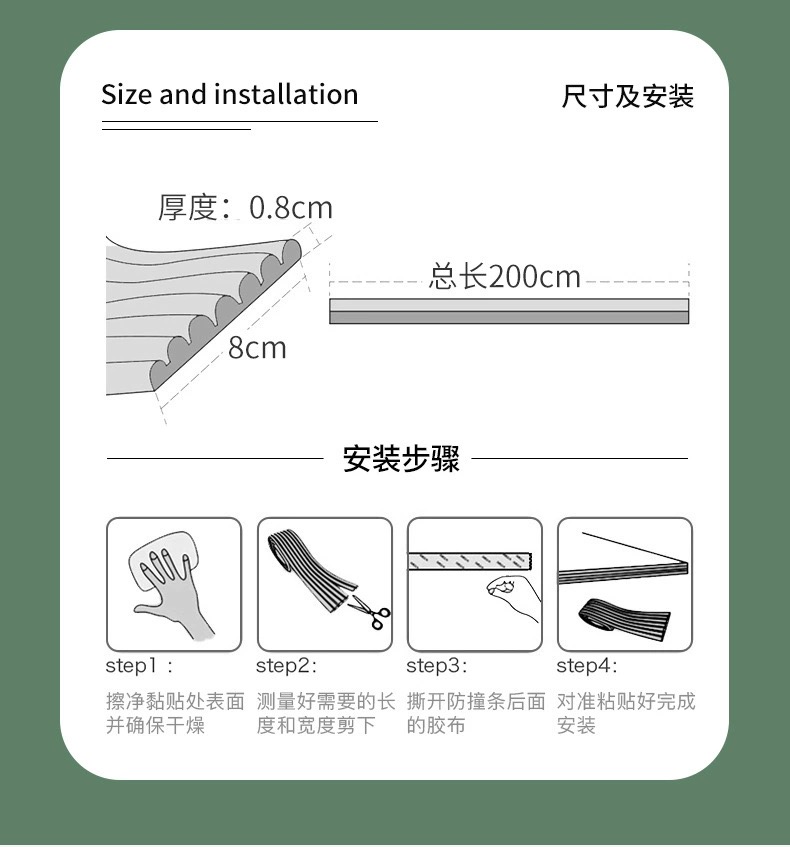 Size and installation
尺寸及安装
厚度：0.8cm
总长200cm
8cm
安装步骤
step1：
擦净黏贴处表面
并确保干燥
step2：
测量好需要的长
度和宽度剪下
step3：
撕开防撞条后面
的胶布
step4：
对准粘贴好完成
安装